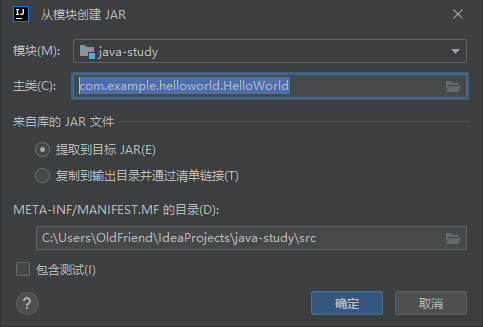 IJ 从模块创建 JAR
模块(M): java-study
主类(C): com.example.helloworld.HelloWorld
来自库的 JAR 文件
提取到目标 JAR(E)
复制到输出目录并通过清单链接(T)
META-INF/MANIFEST.MF 的目录(D):
C:\Users\OldFriend\IdeaProjects\java-study\src
包含测试(I)
? 确定 取消